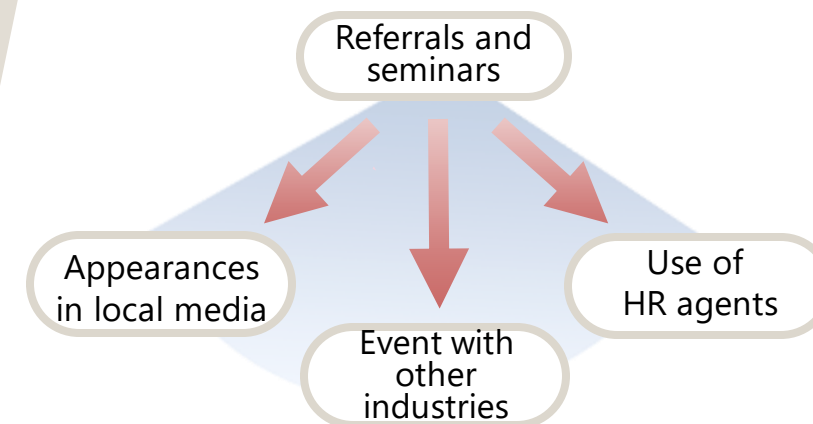 Referrals and
seminars
Appearances
in local media
Use of
HR agents
Event with
other
industries